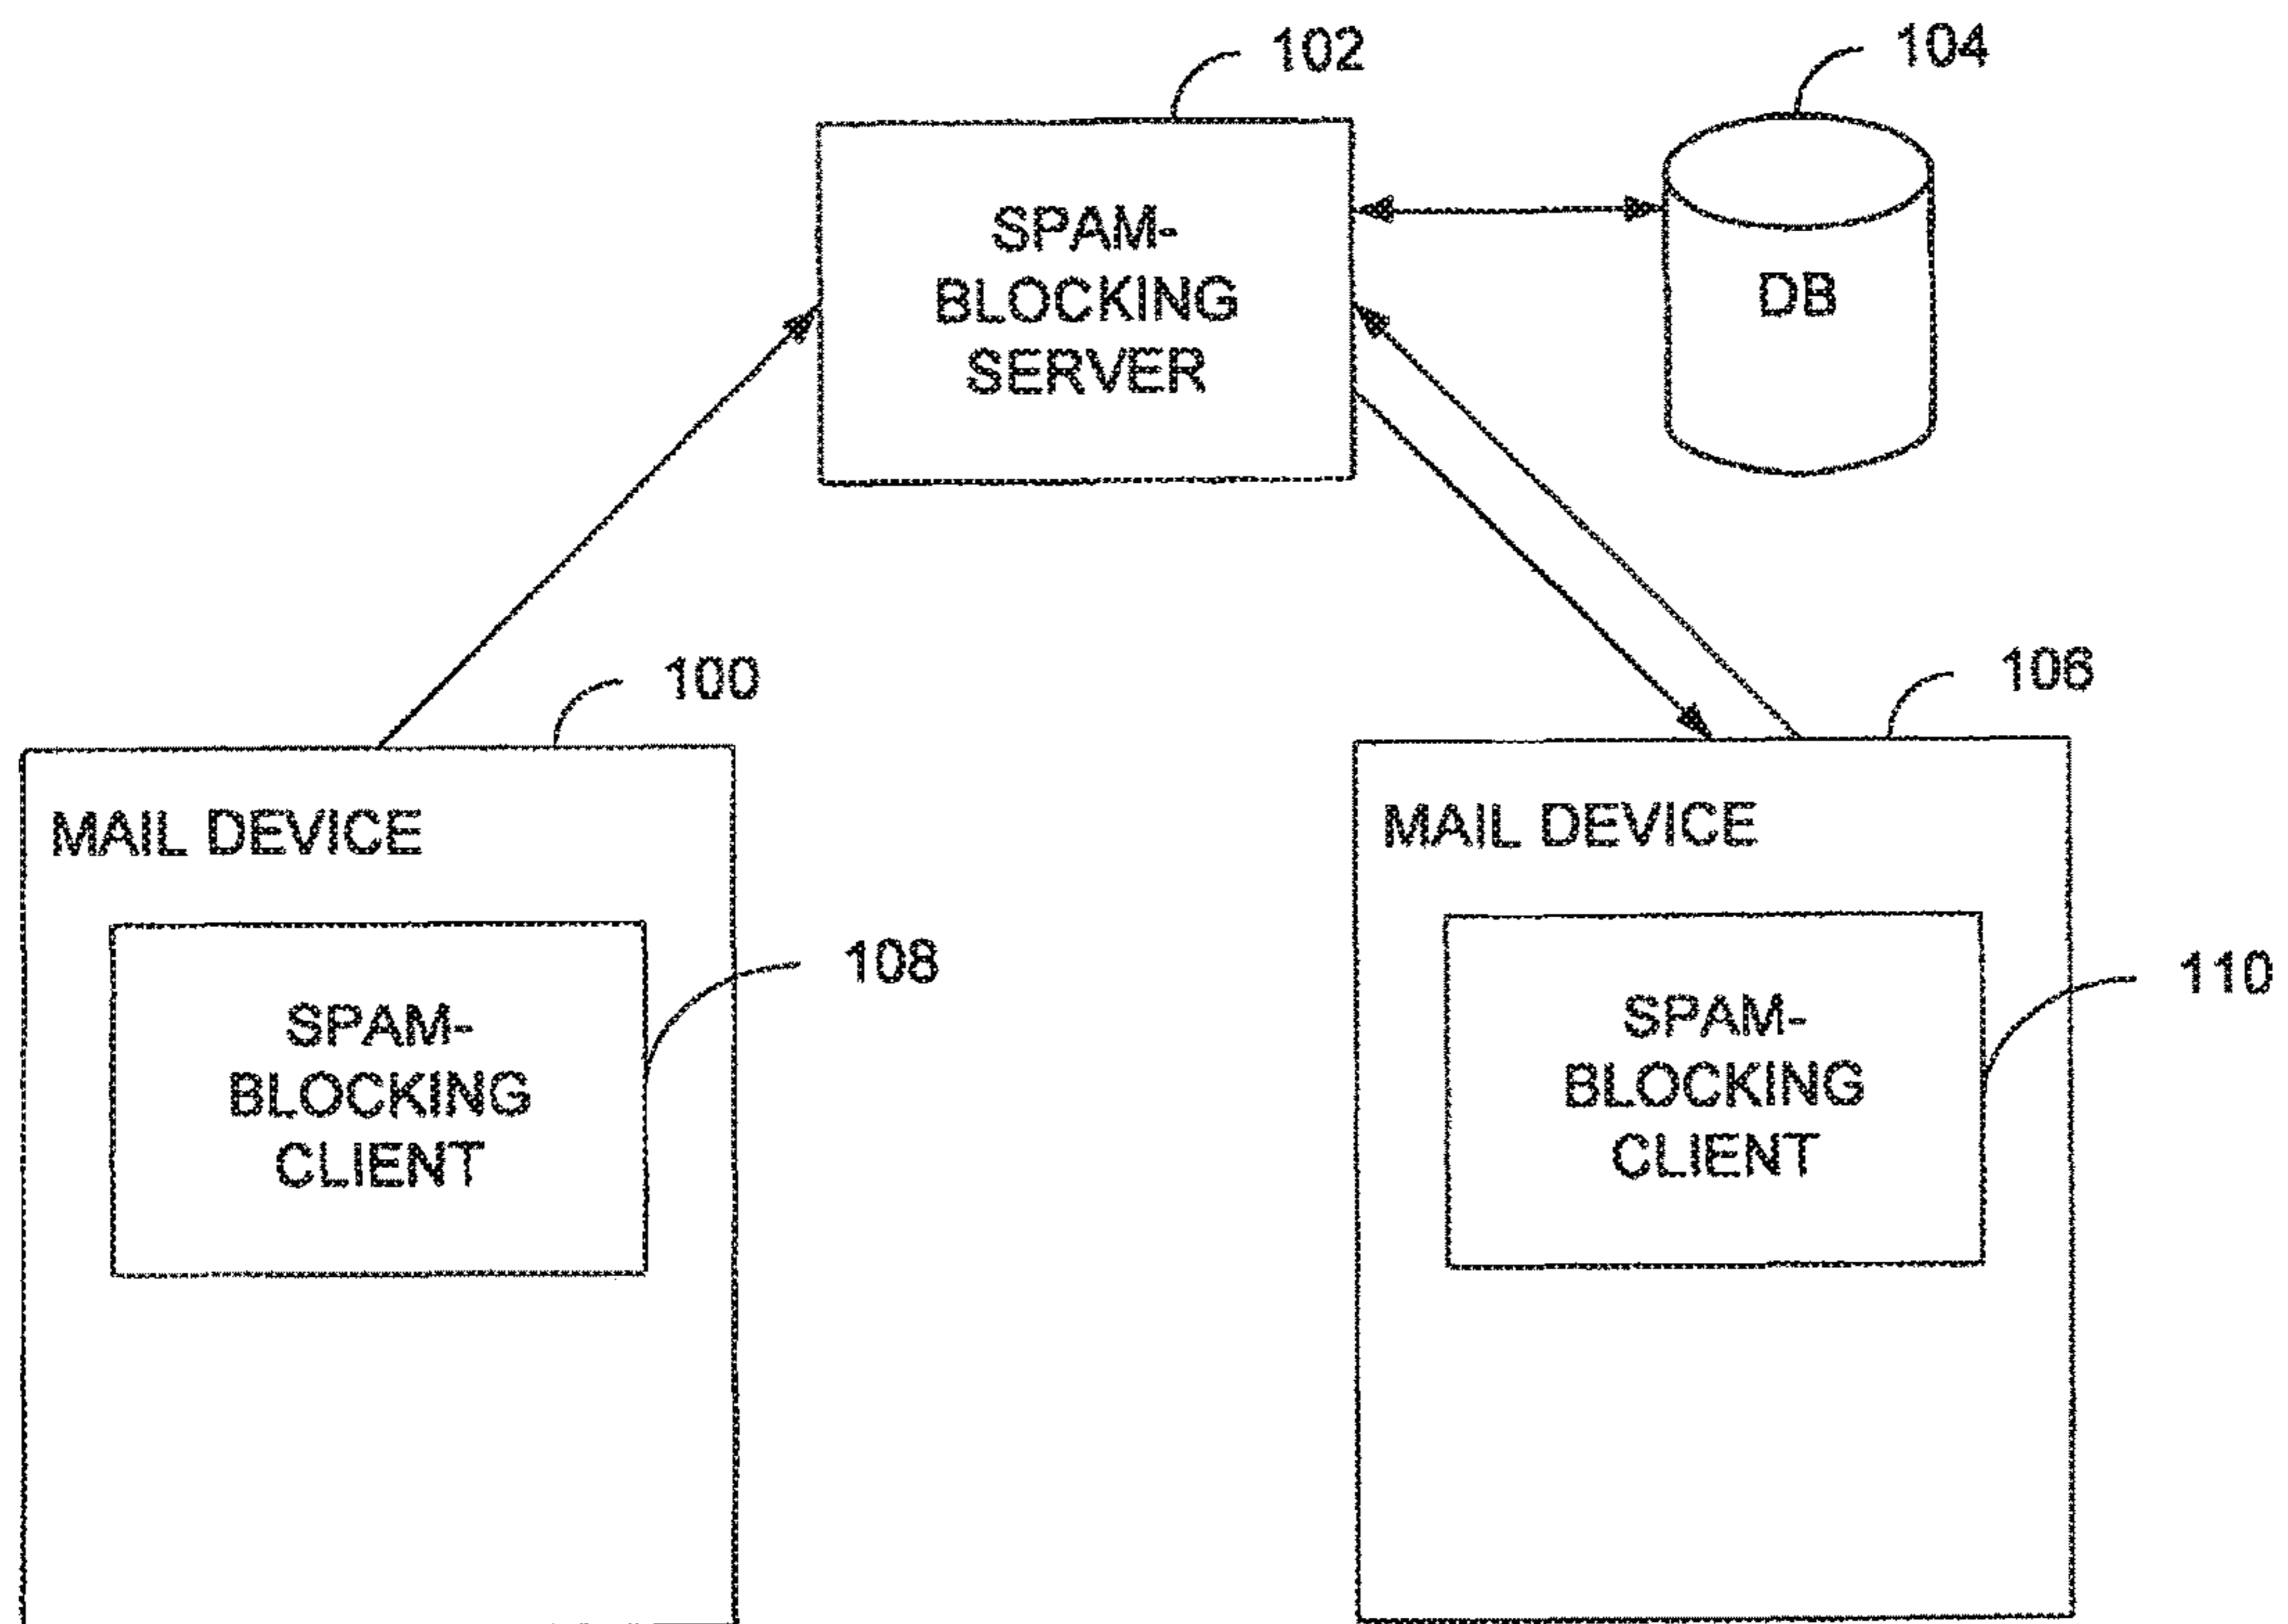 102
104
SPAM-
BLOCKING
SERVER
DB
100
106
MAIL DEVICE
MAIL DEVICE
108
110
SPAM-
BLOCKING
CLIENT
SPAM-
BLOCKING
CLIENT